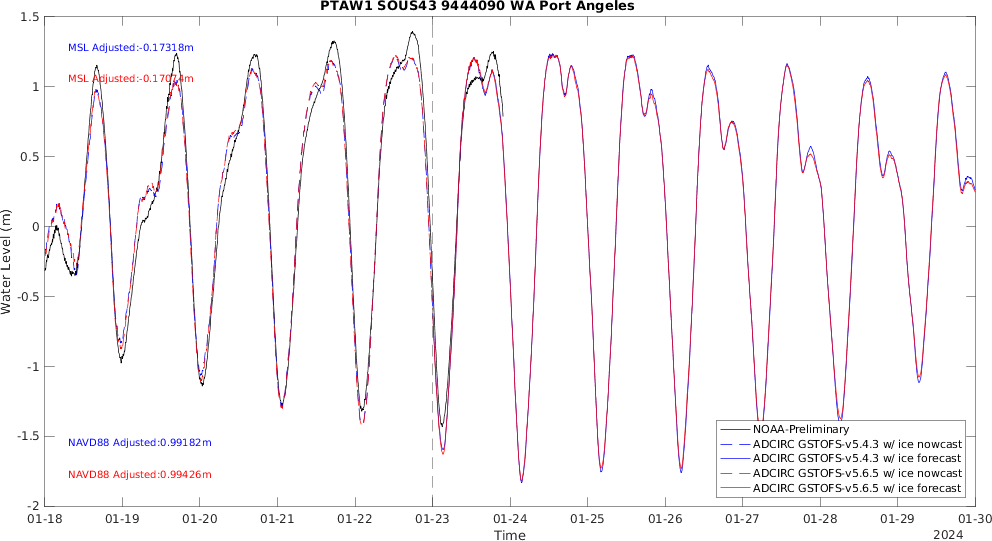 PTAW1 SOUS43 9444090 WA Port Angeles
Water Level (m)
1.5
1
0.5
0
-0.5
-1
-1.5
-2
MSL Adjusted:-0.17318m
MSL Adjusted:-0.17074m
NAVD88 Adjusted:0.99182m
NAVD88 Adjusted:0.99426m
NOAA-Preliminary
ADCIRC GSTOFS-v5.4.3 w/ ice nowcast
ADCIRC GSTOFS-v5.4.3 w/ ice forecast
ADCIRC GSTOFS-v5.6.5 w/ ice nowcast
ADCIRC GSTOFS-v5.6.5 w/ ice forecast
01-18 01-19 01-20 01-21 01-22 01-23 01-24 01-25 01-26 01-27 01-28 01-29 01-30
Time
2024